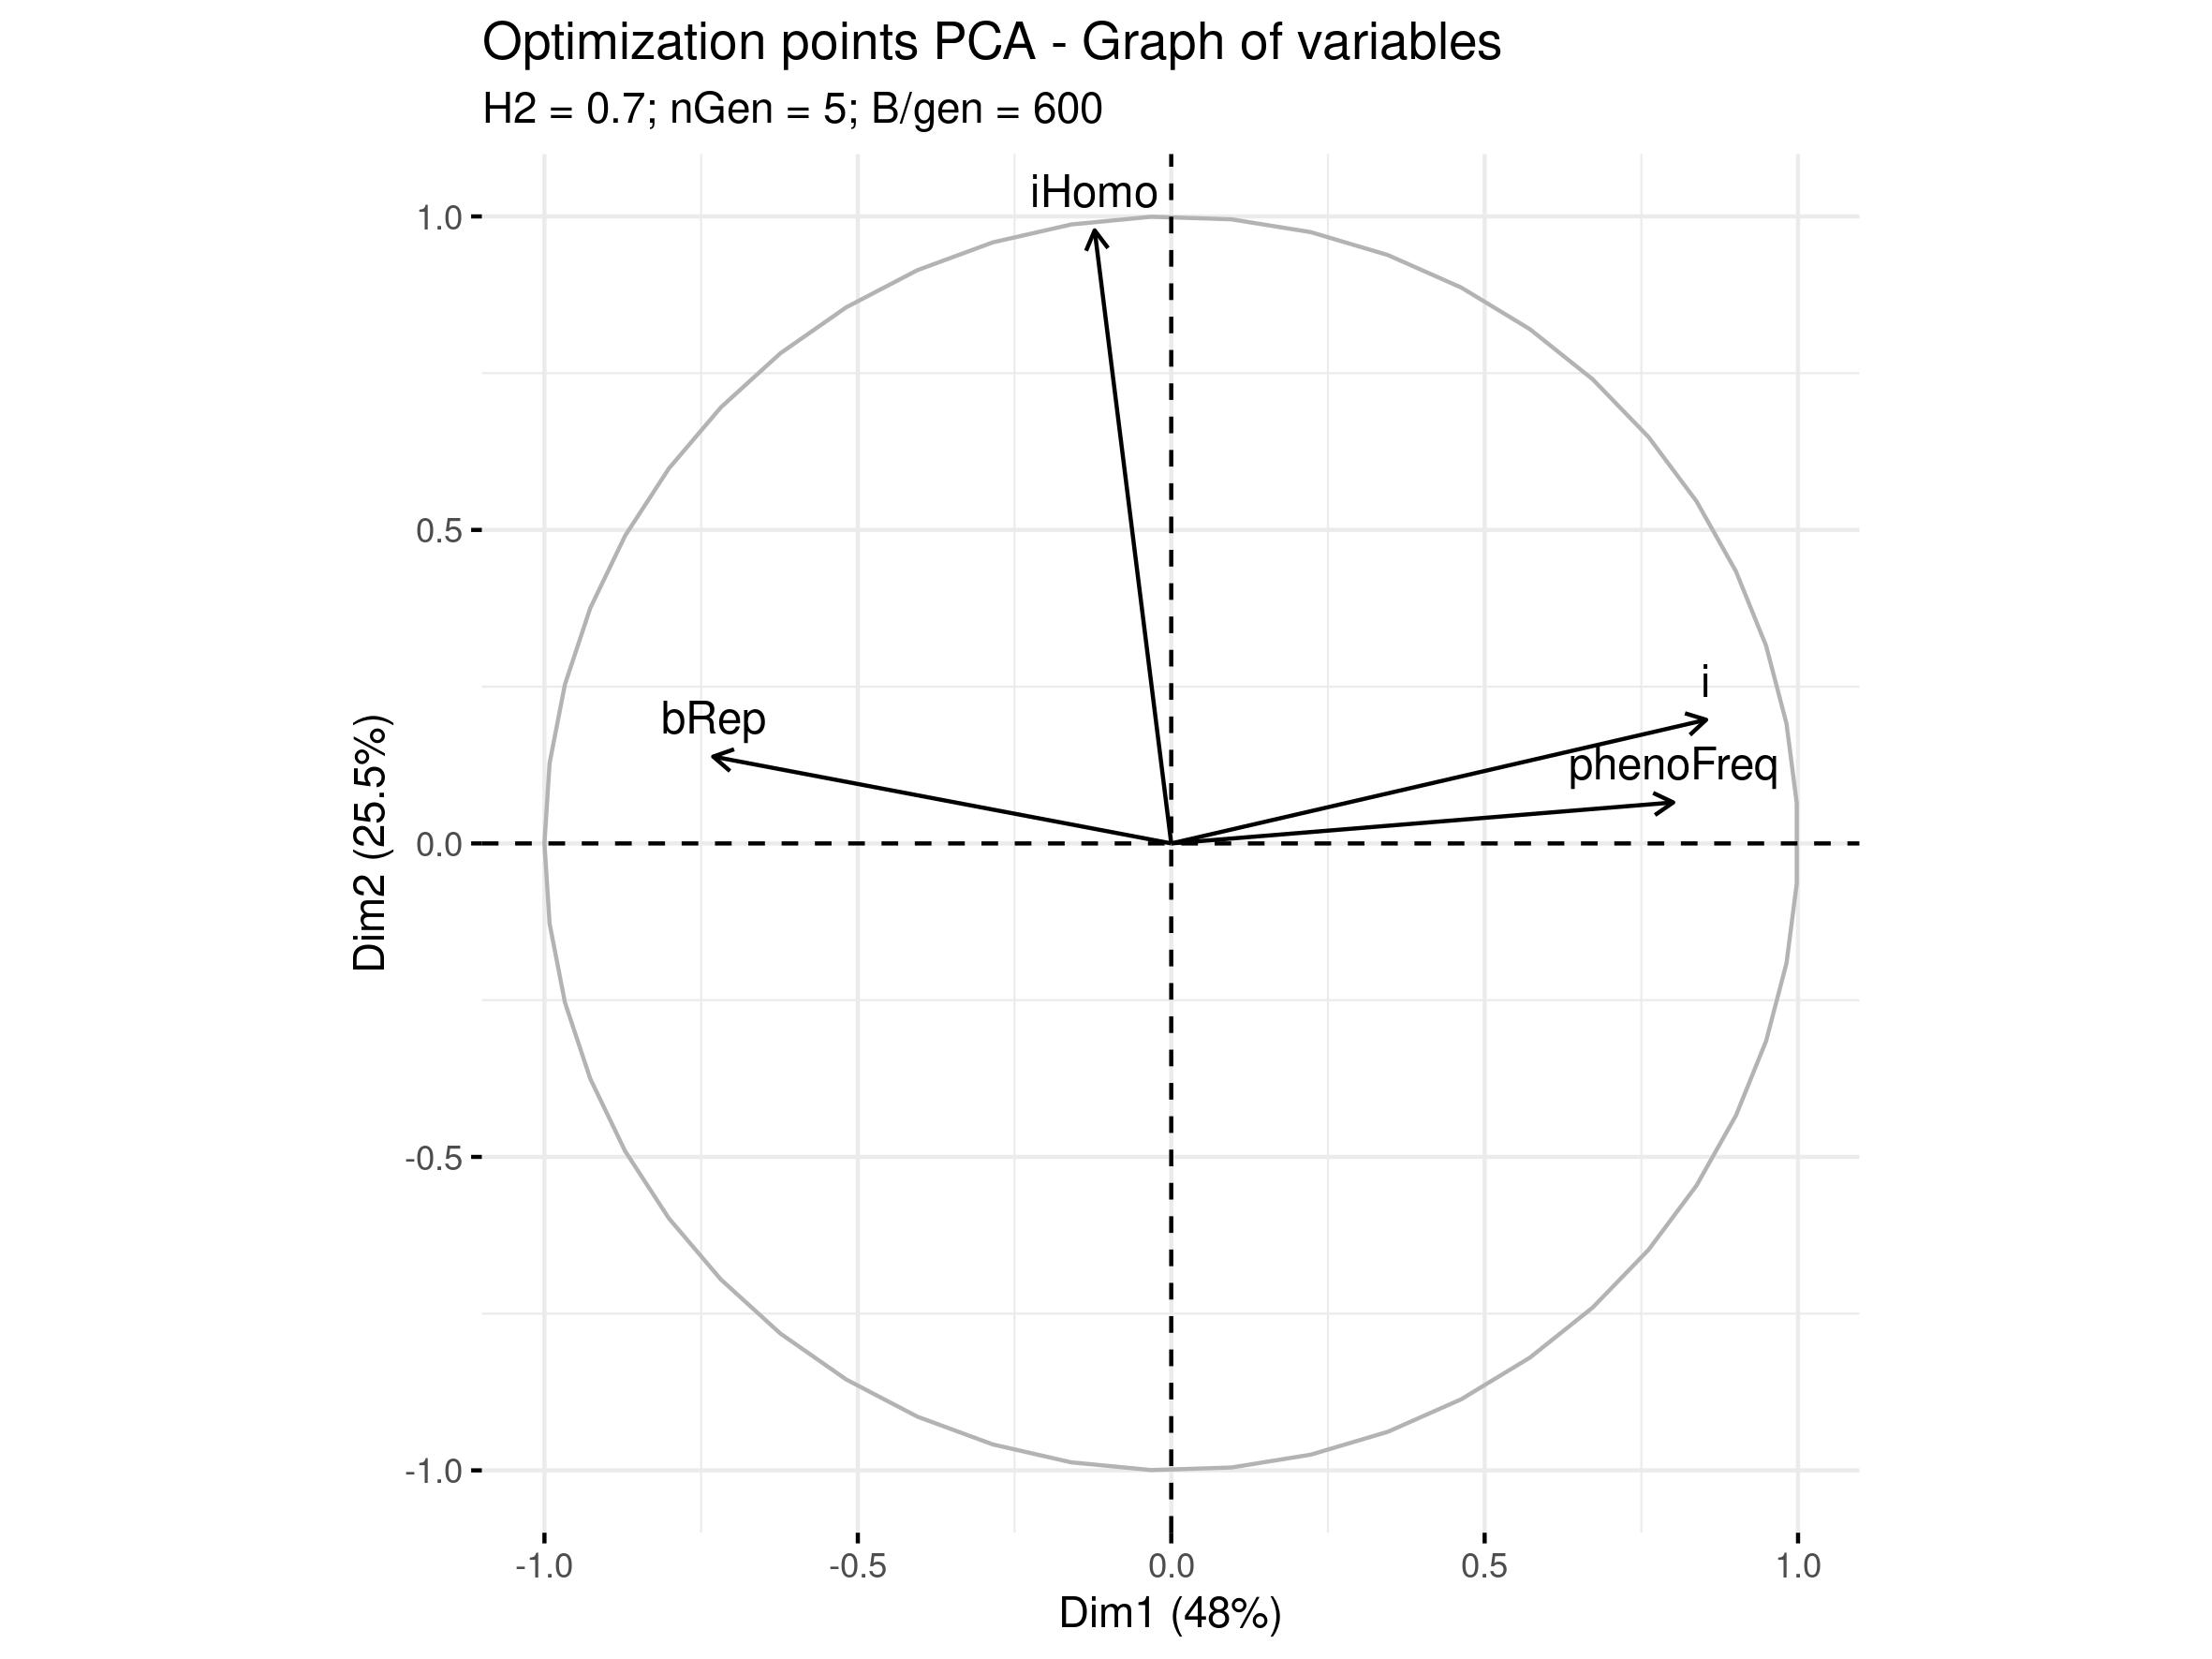 Optimization points PCA - Graph of variables
H2 = 0.7; nGen = 5; B/gen = 600
iHomo
1.0
0.5
i
bRep
phenoFreq
0.0
Dim2 (25.5%)
-0.5
-1.0
-1.0
-0.5
0.0
0.5
1.0
Dim1 (48%)